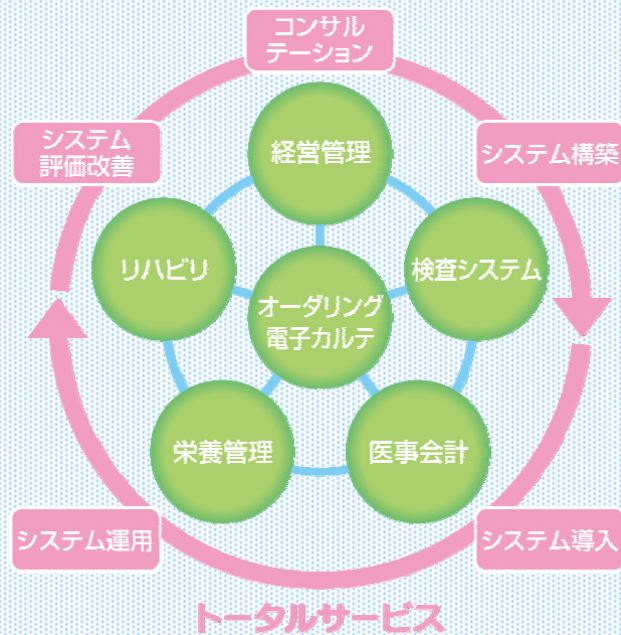 コンサル
テーション
システム
評価改善
システム構築
経営管理
リハビリ
検査システム
オーダリング
電子カルテ
栄養管理
医事会計
システム運用
システム導入
トータルサービス